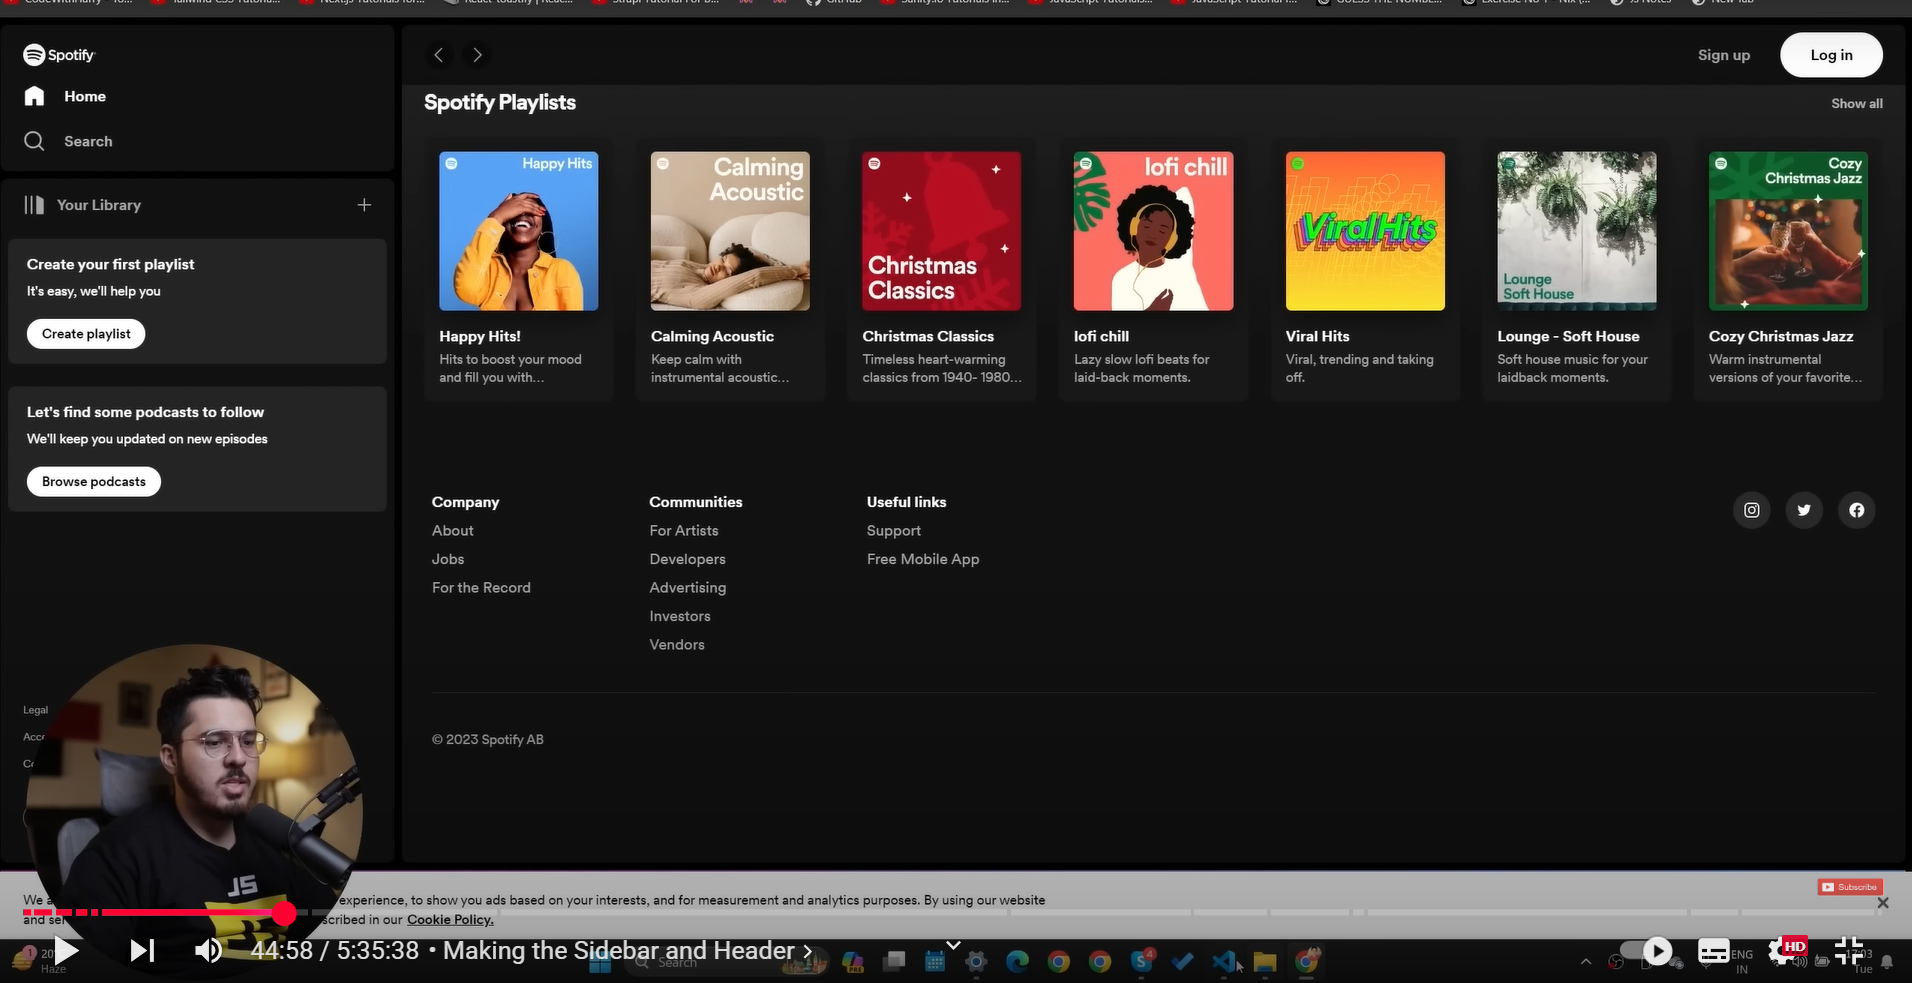 Spotify
Home
Search
Your Library
Create your first playlist
It's easy, we'll help you
Create playlist
Let's find some podcasts to follow
We'll keep you updated on new episodes
Browse podcasts
Legal
Sign up
Log in
Spotify Playlists
Show all
Happy Hits
Calming
Acoustic
Christmas
Classics
lofi chill
ViralHits
Lounge
Soft House
Cozy
Christmas Jazz
Happy Hits!
Hits to boost your mood
and fill you with...
Calming Acoustic
Keep calm with
instrumental acoustic...
Christmas Classics
Timeless heart-warming
classics from 1940- 1980...
lofi chill
Lazy slow lofi beats for
laid-back moments.
Viral Hits
Viral, trending and taking
off.
Lounge - Soft House
Soft house music for your
laidback moments.
Cozy Christmas Jazz
Warm instrumental
versions of your favorite...
Company
About
Jobs
For the Record
Communities
For Artists
Developers
Advertising
Investors
Vendors
Useful links
Support
Free Mobile App
© 2023 Spotify AB
JS
We experience, to show you ads based on your interests, and for measurement and analytics purposes. By using our website
and in our Cookie Policy.
Subscribe
44:58 / 5:35:38 • Making the Sidebar and Header
Search
HD
ENG
IN
Haze
Tue